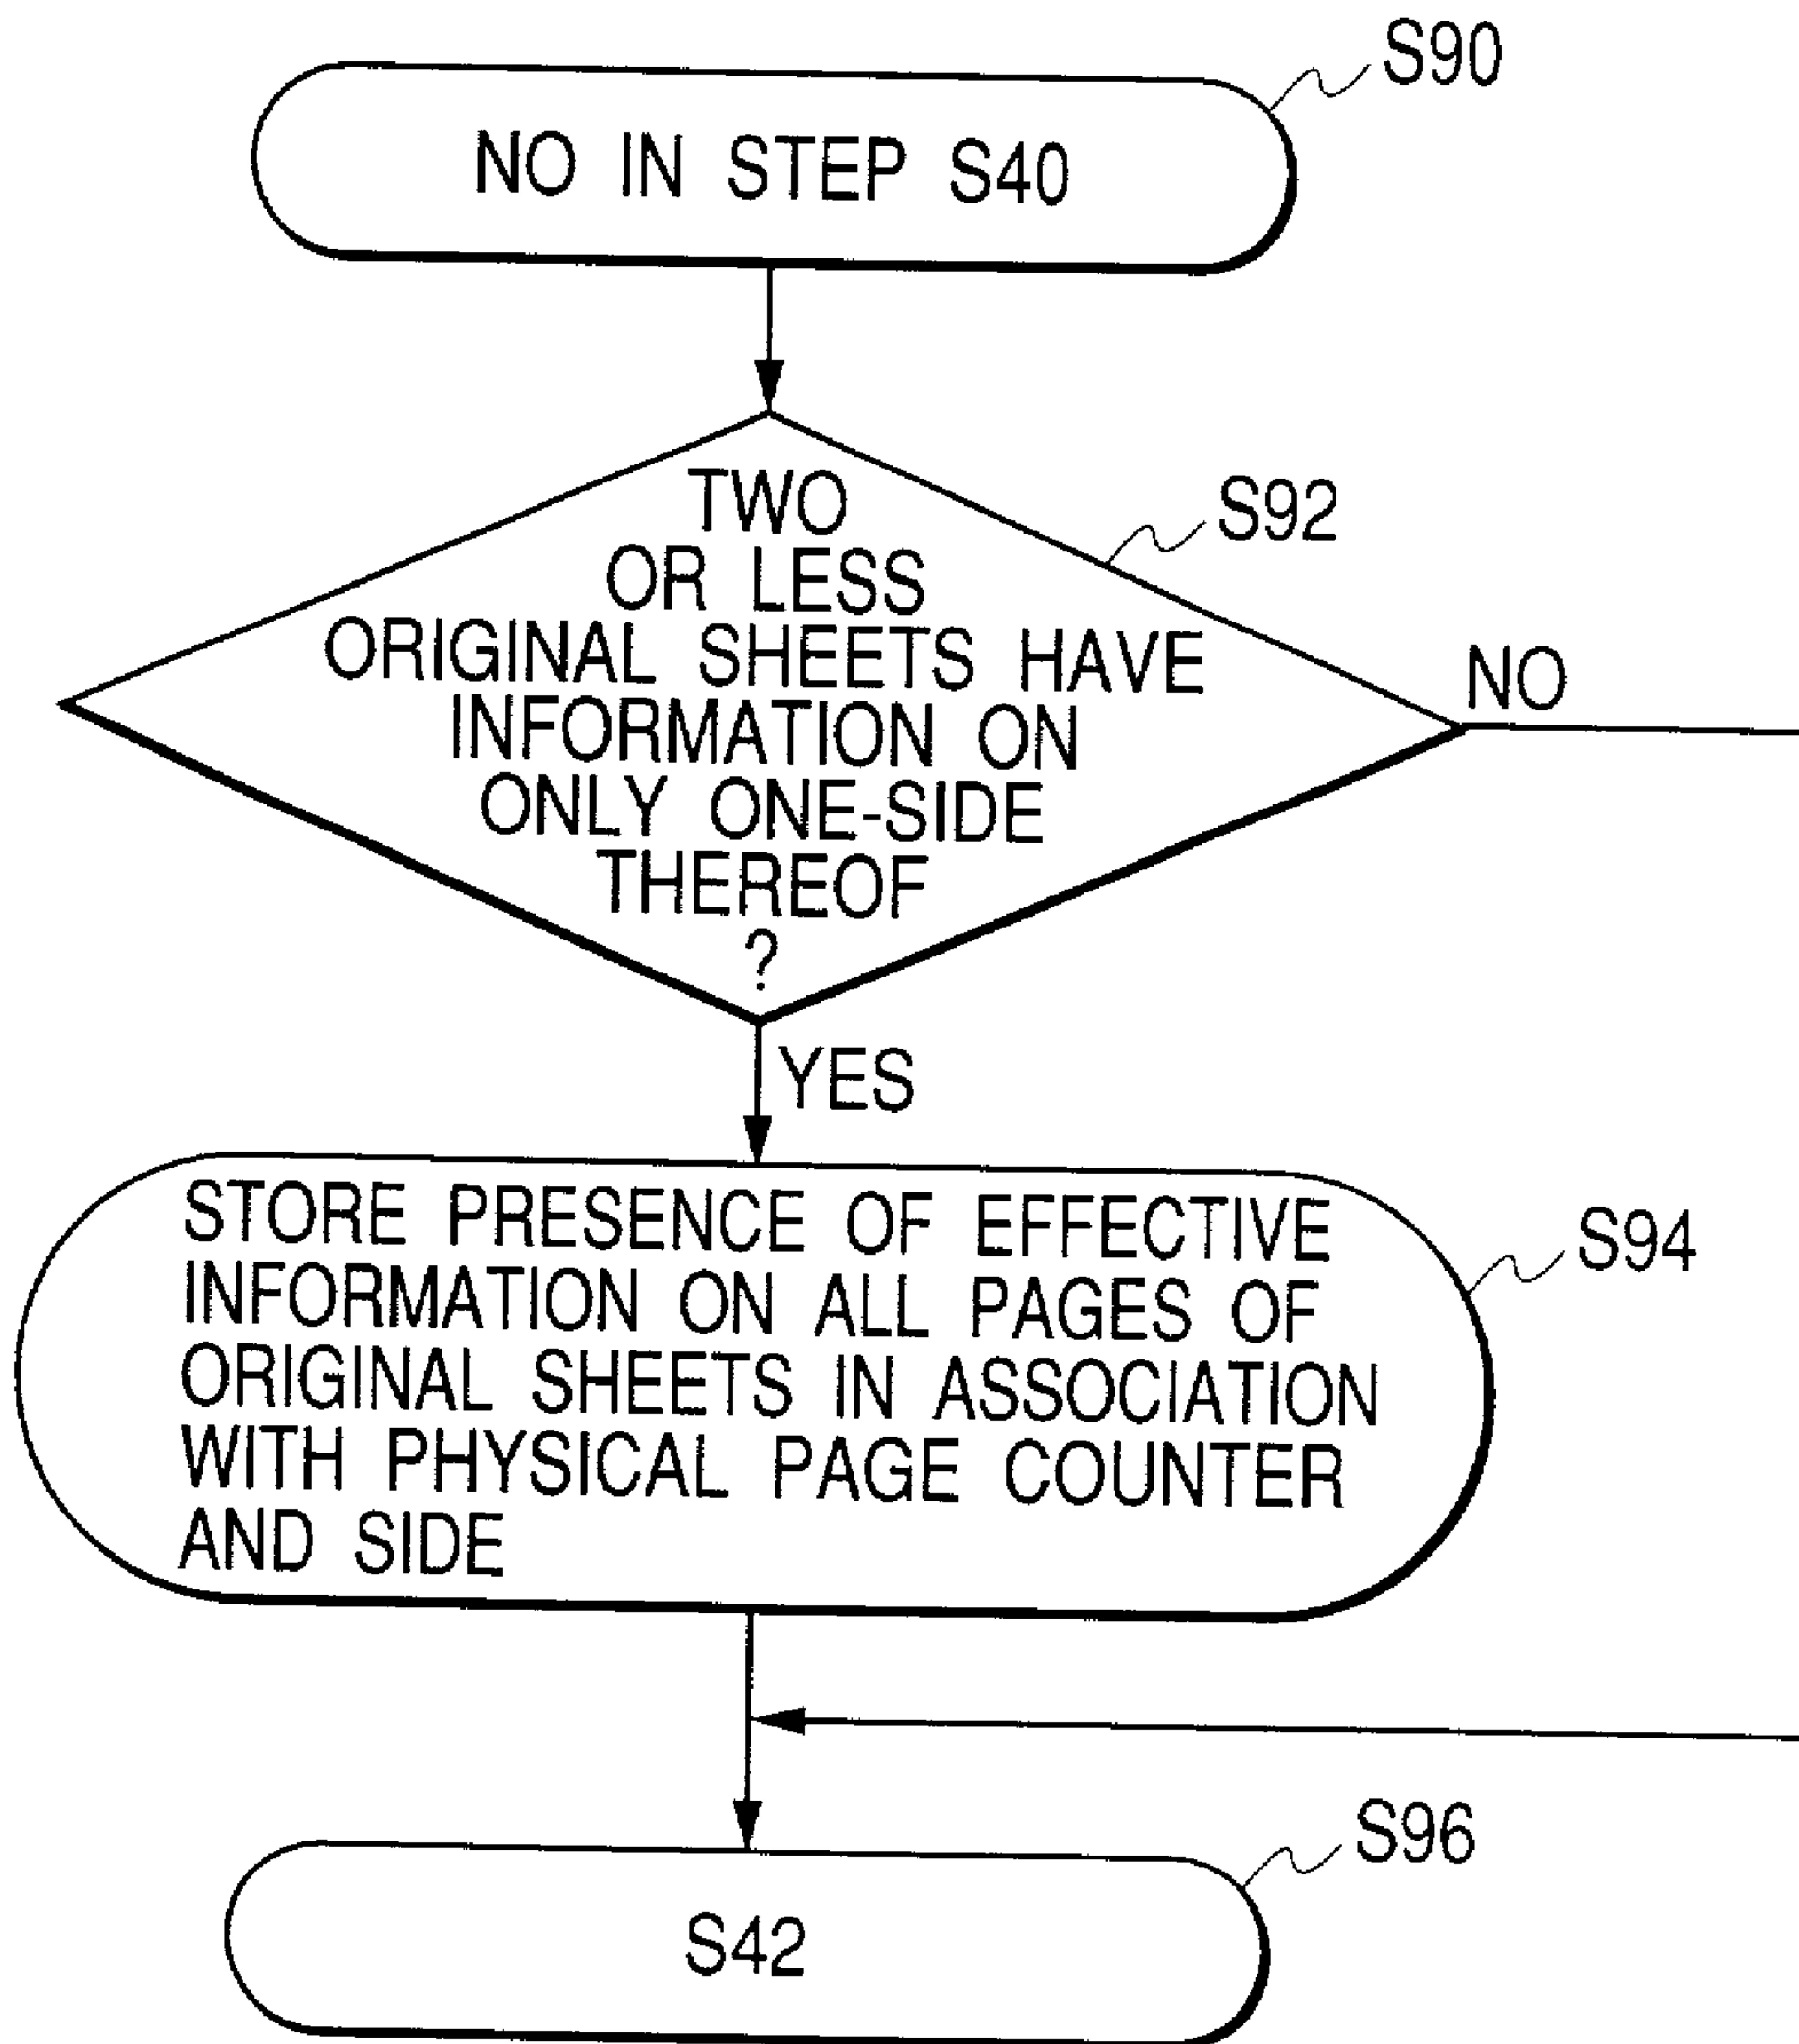 S90
NO IN STEP S40
TWO
OR LESS
ORIGINAL SHEETS HAVE
INFORMATION ON
ONLY ONE-SIDE
THEREOF
?
S92
NO
YES
STORE PRESENCE OF EFFECTIVE
INFORMATION ON ALL PAGES OF
ORIGINAL SHEETS IN ASSOCIATION
WITH PHYSICAL PAGE COUNTER
AND SIDE
S94
S96
S42